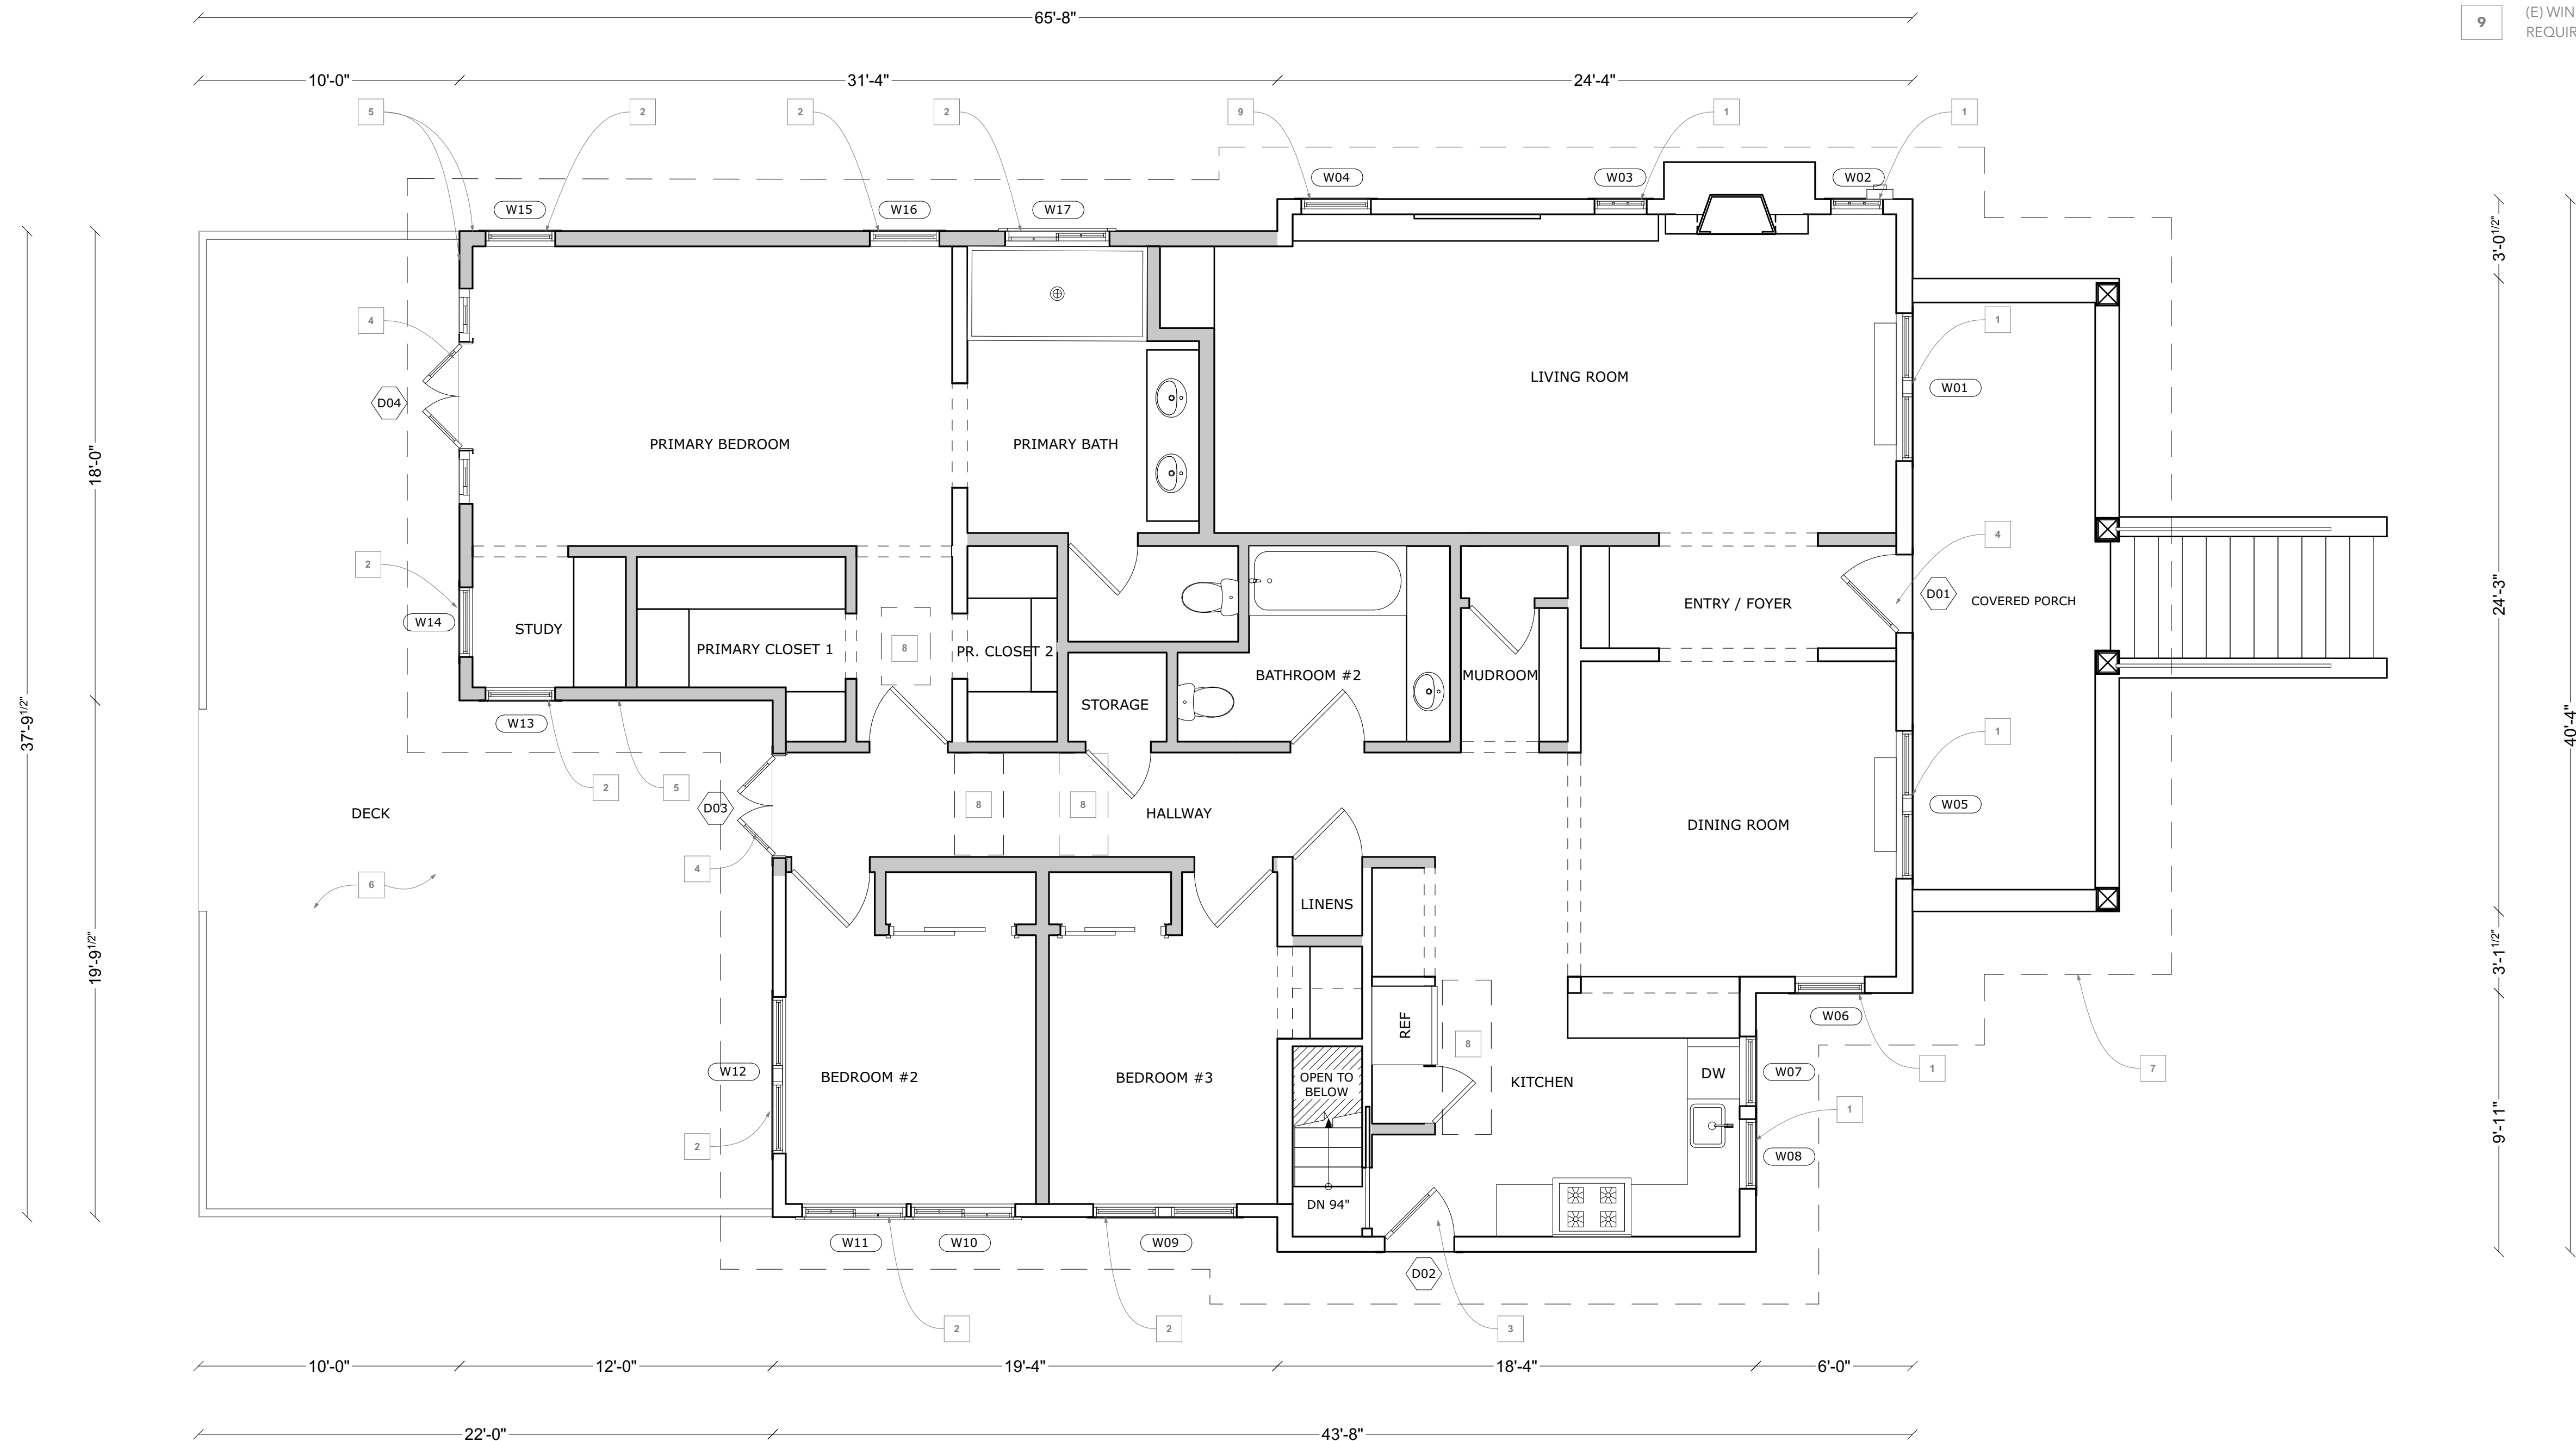 65'-8"
9
(E) WIN
REQUIR
10'-0"
31'-4"
24'-4"
5
2
2
2
9
1
1
W04
W03
W02
W15
W16
W17
3'-0 1/2"
4
1
LIVING ROOM
W01
D04
PRIMARY BEDROOM
PRIMARY BATH
18'-0"
4
2
D01
COVERED PORCH
ENTRY / FOYER
24'-3"
W14
STUDY
PRIMARY CLOSET 1
8
PR. CLOSET 2
BATHROOM #2
MUDROOM
STORAGE
W13
37'-9 1/2"
40'-4"
1
2
5
D03
8
8
W05
DECK
HALLWAY
DINING ROOM
4
6
LINENS
19'-9 1/2"
3'-1 1/2"
W06
REF
8
W12
BEDROOM #2
BEDROOM #3
OPEN TO
BELOW
KITCHEN
DW
W07
1
7
1
9'-11"
2
W08
DN 94"
W11
W10
W09
D02
2
2
3
10'-0"
12'-0"
19'-4"
18'-4"
6'-0"
22'-0"
43'-8"